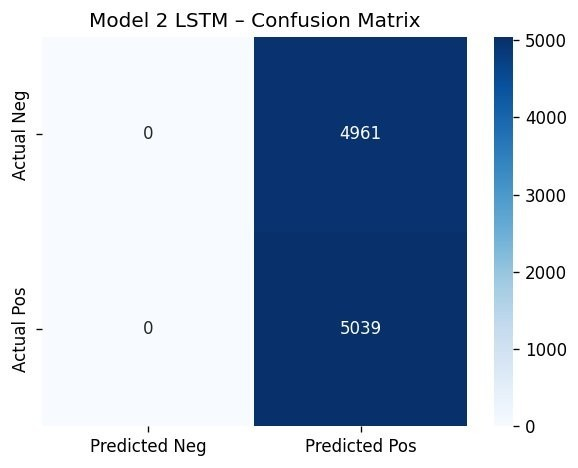 Model 2 LSTM – Confusion Matrix
Actual Neg
0
4961
Actual Pos
0
5039
Predicted Neg
Predicted Pos
5000
4000
3000
2000
1000
0